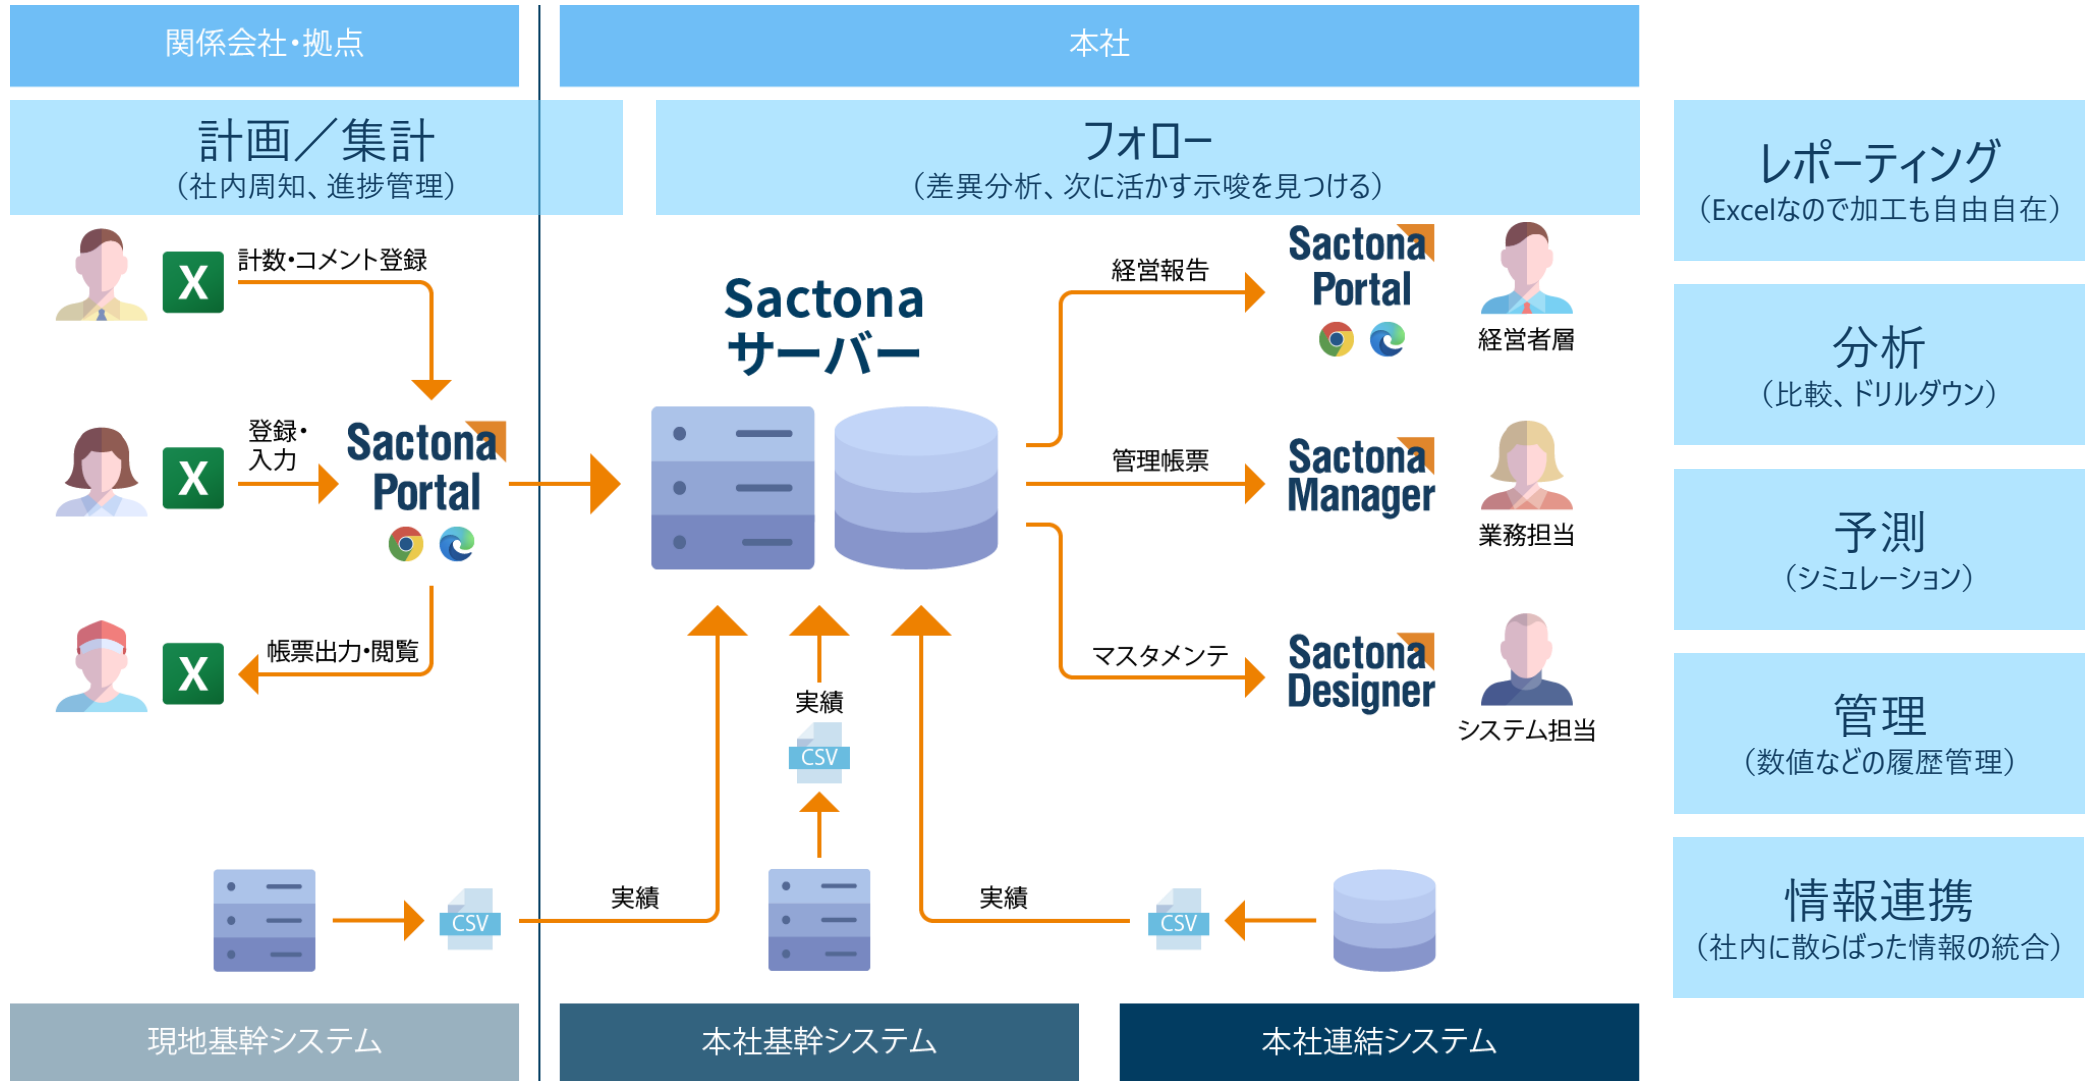 関係会社・拠点
本社
計画／集計
（社内周知、進捗管理）
フォロー
（差異分析、次に活かす示唆を見つける）
計数・コメント登録
登録・
入力
Sactona
Portal
帳票出力・閲覧
Sactona
サーバー
経営報告
Sactona
Portal
経営者層
管理帳票
Sactona
Manager
業務担当
マスタメンテ
Sactona
Designer
システム担当
実績
CSV
CSV
実績
実績
CSV
現地基幹システム
本社基幹システム
本社連結システム
レポーティング
（Excelなので加工も自由自在）
分析
（比較、ドリルダウン）
予測
（シミュレーション）
管理
（数値などの履歴管理）
情報連携
（社内に散らばった情報の統合）
X
X
X